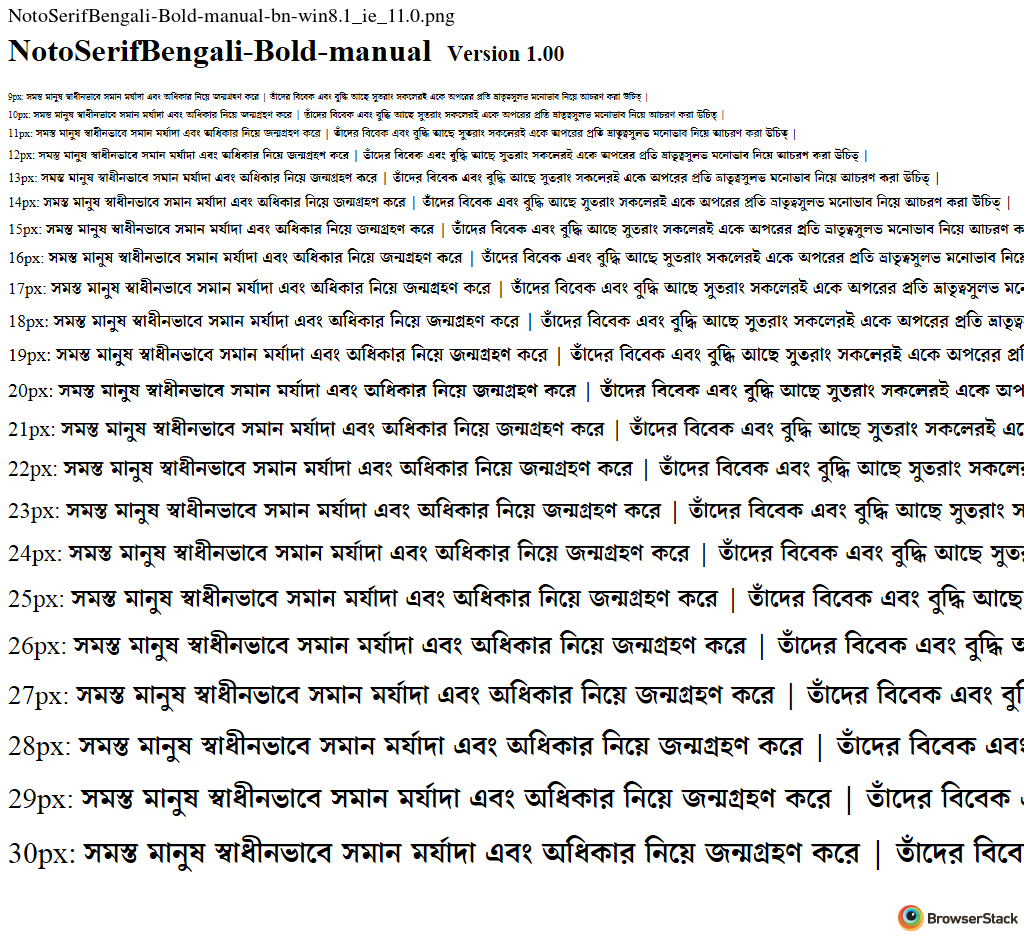 NotoSerifBengali-Bold-manual-bn-win8.1_ie_11.0.png
NotoSerifBengali-Bold-manual Version 1.00
9px: সমস্ত মানুষ স্বাধীনভাবে সমান মর্যাদা এবং অধিকার নিয়ে জন্মগ্রহণ করে | তাঁদের বিবেক এবং বুদ্ধি আছে সুতরাং সকলেরই একে অপরের প্রতি ভ্রাতৃত্বসুলভ মনোভাব নিয়ে আচরণ করা উচিত্ |
10px: সমস্ত মানুষ স্বাধীনভাবে সমান মর্যাদা এবং অধিকার নিয়ে জন্মগ্রহণ করে | তাঁদের বিবেক এবং বুদ্ধি আছে সুতরাং সকলেরই একে অপরের প্রতি ভ্রাতৃত্বসুলভ মনোভাব নিয়ে আচরণ করা উচিত্ |
11px: সমস্ত মানুষ স্বাধীনভাবে সমান মর্যাদা এবং অধিকার নিয়ে জন্মগ্রহণ করে | তাঁদের বিবেক এবং বুদ্ধি আছে সুতরাং সকলেরই একে অপরের প্রতি ভ্রাতৃত্বসুলভ মনোভাব নিয়ে আচরণ করা উচিত্ |
12px: সমস্ত মানুষ স্বাধীনভাবে সমান মর্যাদা এবং অধিকার নিয়ে জন্মগ্রহণ করে | তাঁদের বিবেক এবং বুদ্ধি আছে সুতরাং সকলেরই একে অপরের প্রতি ভ্রাতৃত্বসুলভ মনোভাব নিয়ে আচরণ করা উচিত্ |
13px: সমস্ত মানুষ স্বাধীনভাবে সমান মর্যাদা এবং অধিকার নিয়ে জন্মগ্রহণ করে | তাঁদের বিবেক এবং বুদ্ধি আছে সুতরাং সকলেরই একে অপরের প্রতি ভ্রাতৃত্বসুলভ মনোভাব নিয়ে আচরণ করা উচিত্ |
14px: সমস্ত মানুষ স্বাধীনভাবে সমান মর্যাদা এবং অধিকার নিয়ে জন্মগ্রহণ করে | তাঁদের বিবেক এবং বুদ্ধি আছে সুতরাং সকলেরই একে অপরের প্রতি ভ্রাতৃত্বসুলভ মনোভাব নিয়ে আচরণ করা উচিত্ |
15px: সমস্ত মানুষ স্বাধীনভাবে সমান মর্যাদা এবং অধিকার নিয়ে জন্মগ্রহণ করে | তাঁদের বিবেক এবং বুদ্ধি আছে সুতরাং সকলেরই একে অপরের প্রতি ভ্রাতৃত্বসুলভ মনোভাব নিয়ে আচরণ ক
16px: সমস্ত মানুষ স্বাধীনভাবে সমান মর্যাদা এবং অধিকার নিয়ে জন্মগ্রহণ করে | তাঁদের বিবেক এবং বুদ্ধি আছে সুতরাং সকলেরই একে অপরের প্রতি ভ্রাতৃত্বসুলভ মনোভাব নিয়ে
17px: সমস্ত মানুষ স্বাধীনভাবে সমান মর্যাদা এবং অধিকার নিয়ে জন্মগ্রহণ করে | তাঁদের বিবেক এবং বুদ্ধি আছে সুতরাং সকলেরই একে অপরের প্রতি ভ্রাতৃত্বসুলভ মনে
18px: সমস্ত মানুষ স্বাধীনভাবে সমান মর্যাদা এবং অধিকার নিয়ে জন্মগ্রহণ করে | তাঁদের বিবেক এবং বুদ্ধি আছে সুতরাং সকলেরই একে অপরের প্রতি ভ্রাতৃত্ব
19px: সমস্ত মানুষ স্বাধীনভাবে সমান মর্যাদা এবং অধিকার নিয়ে জন্মগ্রহণ করে | তাঁদের বিবেক এবং বুদ্ধি আছে সুতরাং সকলেরই একে অপরের প্রি
20px: সমস্ত মানুষ স্বাধীনভাবে সমান মর্যাদা এবং অধিকার নিয়ে জন্মগ্রহণ করে | তাঁদের বিবেক এবং বুদ্ধি আছে সুতরাং সকলেরই একে অপ
21px: সমস্ত মানুষ স্বাধীনভাবে সমান মর্যাদা এবং অধিকার নিয়ে জন্মগ্রহণ করে | তাঁদের বিবেক এবং বুদ্ধি আছে সুতরাং সকলেরই এে
22px: সমস্ত মানুষ স্বাধীনভাবে সমান মর্যাদা এবং অধিকার নিয়ে জন্মগ্রহণ করে | তাঁদের বিবেক এবং বুদ্ধি আছে সুতরাং সকলের
23px: সমস্ত মানুষ স্বাধীনভাবে সমান মর্যাদা এবং অধিকার নিয়ে জন্মগ্রহণ করে | তাঁদের বিবেক এবং বুদ্ধি আছে সুতরাং স
24px: সমস্ত মানুষ স্বাধীনভাবে সমান মর্যাদা এবং অধিকার নিয়ে জন্মগ্রহণ করে | তাঁদের বিবেক এবং বুদ্ধি আছে সুতর
25px: সমস্ত মানুষ স্বাধীনভাবে সমান মর্যাদা এবং অধিকার নিয়ে জন্মগ্রহণ করে | তাঁদের বিবেক এবং বুদ্ধি আছে
26px: সমস্ত মানুষ স্বাধীনভাবে সমান মর্যাদা এবং অধিকার নিয়ে জন্মগ্রহণ করে | তাঁদের বিবেক এবং বুদ্ধি
27px: সমস্ত মানুষ স্বাধীনভাবে সমান মর্যাদা এবং অধিকার নিয়ে জন্মগ্রহণ করে | তাঁদের বিবেক এবং বু
28px: সমস্ত মানুষ স্বাধীনভাবে সমান মর্যাদা এবং অধিকার নিয়ে জন্মগ্রহণ করে | তাঁদের বিবেক এবং
29px: সমস্ত মানুষ স্বাধীনভাবে সমান মর্যাদা এবং অধিকার নিয়ে জন্মগ্রহণ করে | তাঁদের বিবেক
30px: সমস্ত মানুষ স্বাধীনভাবে সমান মর্যাদা এবং অধিকার নিয়ে জন্মগ্রহণ করে | তাঁদের বিবে
BrowserStack